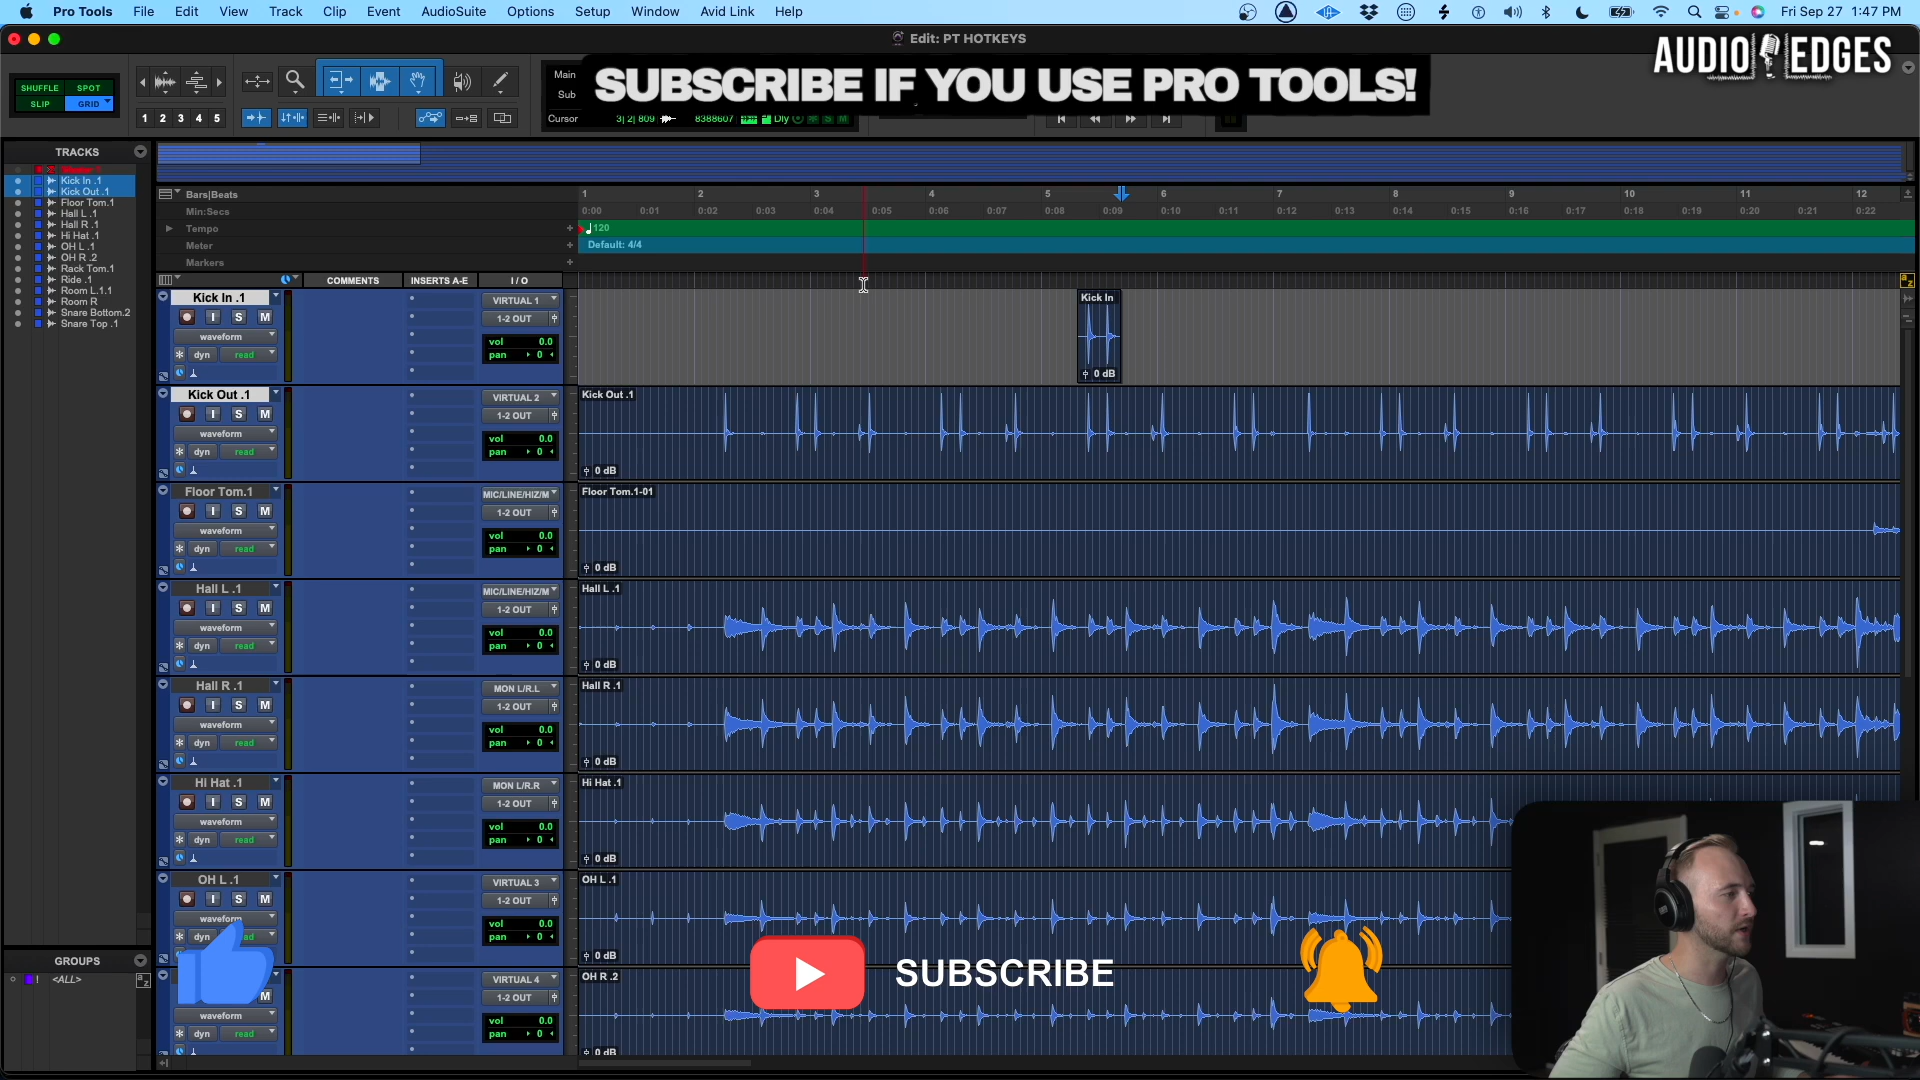 Pro Tools File Edit View Track Clip Event AudioSuite Options Setup Window Avid Link Help Fri Sep 27 1:47 PM
Edit: PT HOTKEYS
AUDIO EDGES
SUBSCRIBE IF YOU USE PRO TOOLS!
SHUFFLE SPOT
SLIP GRID
1 2 3 4 5
Main
Sub
Cursor 3| 2| 809 8388607 Dly S M
TRACKS
Kick In .1
Kick Out .1
Floor Tom.1
Hall L .1
Hall R .1
Hi Hat .1
OH L .1
OH R .2
Rack Tom.1
Ride .1
Room L.1.1
Room R
Snare Bottom.2
Snare Top .1
Bars|Beats 1 2 3 4 5 6 7 8 9 10 11 12
Min:Secs 0:00 0:01 0:02 0:03 0:04 0:05 0:06 0:07 0:08 0:09 0:10 0:11 0:12 0:13 0:14 0:15 0:16 0:17 0:18 0:19 0:20 0:21 0:22
Tempo + 120
Meter + Default: 4/4
Markers +
COMMENTS INSERTS A-E I / O
Kick In .1 VIRTUAL 1 Kick In
I S M 1-2 OUT
waveform vol 0.0
dyn read pan 0
0 dB
Kick Out .1 VIRTUAL 2 Kick Out .1
I S M 1-2 OUT
waveform vol 0.0
dyn read pan 0
0 dB
Floor Tom.1 MIC/LINE/HIZ/M Floor Tom.1-01
I S M 1-2 OUT
waveform vol 0.0
dyn read pan 0
0 dB
Hall L .1 MIC/LINE/HIZ/M Hall L .1
I S M 1-2 OUT
waveform vol 0.0
dyn read pan 0
0 dB
Hall R .1 MON L/R.L Hall R .1
I S M 1-2 OUT
waveform vol 0.0
dyn read pan 0
0 dB
Hi Hat .1 MON L/R.R Hi Hat .1
I S M 1-2 OUT
waveform vol 0.0
dyn read pan 0
0 dB
OH L .1 VIRTUAL 3 OH L .1
I S M 1-2 OUT
waveform vol 0.0
dyn pan 0
0 dB
VIRTUAL 4 OH R .2
M 1-2 OUT
waveform vol 0.0
dyn read pan 0
0 dB
GROUPS
! <ALL>
SUBSCRIBE